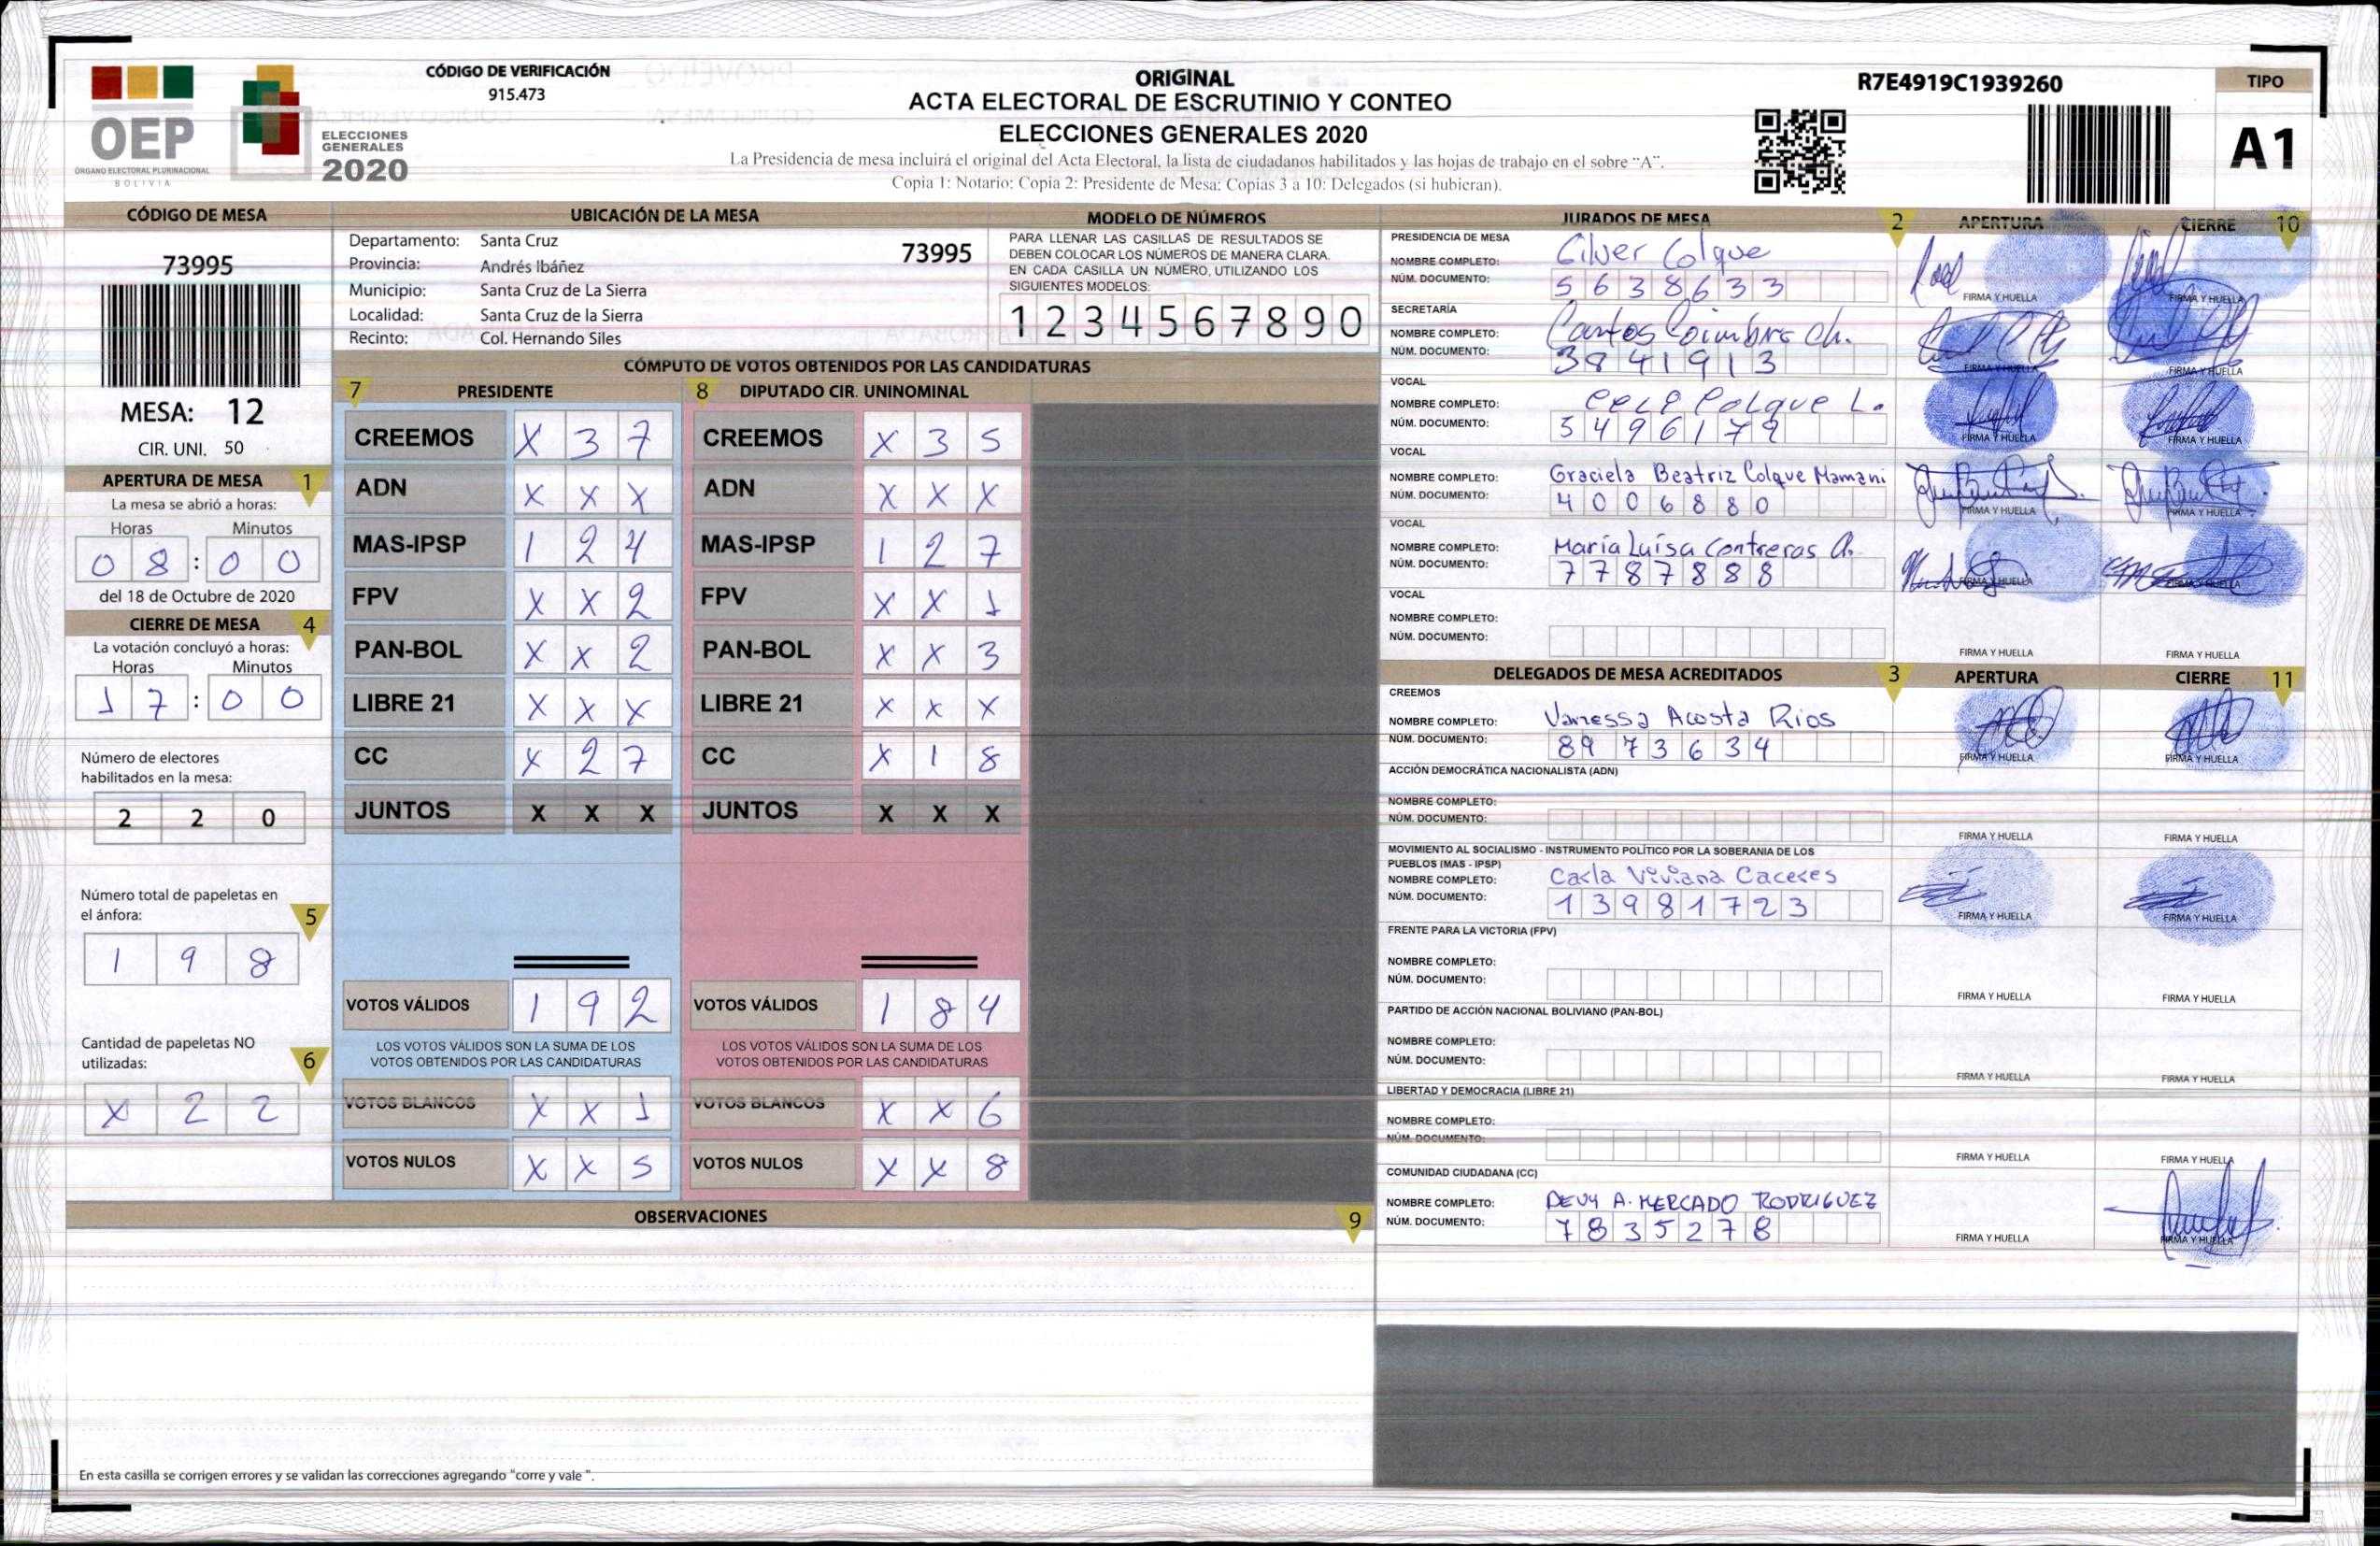 CÓDIGO DE VERIFICACIÓN
915.473
OEP
ÓRGANO ELECTORAL PLURINACIONAL
BOLIVIA
ELECCIONES
GENERALES
2020
ORIGINAL
ACTA ELECTORAL DE ESCRUTINIO Y CONTEO
ELECCIONES GENERALES 2020
La Presidencia de mesa incluirá el original del Acta Electoral, la lista de ciudadanos habilitados y las hojas de trabajo en el sobre "A".
Copia 1: Notario; Copia 2: Presidente de Mesa; Copias 3 a 10: Delegados (si hubieran).
R7E4919C1939260
TIPO
A1
CÓDIGO DE MESA
73995
MESA: 12
CIR. UNI. 50
APERTURA DE MESA 1
La mesa se abrió a horas:
Horas Minutos
0 8 : 0 0
del 18 de Octubre de 2020
CIERRE DE MESA 4
La votación concluyó a horas:
Horas Minutos
1 7 : 0 0
Número de electores
habilitados en la mesa:
2 2 0
Número total de papeletas en
el ánfora: 5
1 9 8
Cantidad de papeletas NO
utilizadas: 6
X 2 2
UBICACIÓN DE LA MESA
Departamento: Santa Cruz
73995
Provincia: Andrés Ibáñez
Municipio: Santa Cruz de La Sierra
Localidad: Santa Cruz de la Sierra
Recinto: Col. Hernando Siles
MODELO DE NÚMEROS
PARA LLENAR LAS CASILLAS DE RESULTADOS SE
DEBEN COLOCAR LOS NÚMEROS DE MANERA CLARA.
EN CADA CASILLA UN NÚMERO, UTILIZANDO LOS
SIGUIENTES MODELOS:
1 2 3 4 5 6 7 8 9 0
CÓMPUTO DE VOTOS OBTENIDOS POR LAS CANDIDATURAS
7 PRESIDENTE
CREEMOS X 3 7
ADN X X X
MAS-IPSP 1 2 4
FPV X X 2
PAN-BOL X X 2
LIBRE 21 X X X
CC X 2 7
JUNTOS X X X
VOTOS VÁLIDOS 1 9 2
LOS VOTOS VÁLIDOS SON LA SUMA DE LOS
VOTOS OBTENIDOS POR LAS CANDIDATURAS
VOTOS BLANCOS X X 1
VOTOS NULOS X X 5
8 DIPUTADO CIR. UNINOMINAL
CREEMOS X 3 5
ADN X X X
MAS-IPSP 1 2 7
FPV X X 1
PAN-BOL X X 3
LIBRE 21 X X X
CC X 1 8
JUNTOS X X X
VOTOS VÁLIDOS 1 8 4
LOS VOTOS VÁLIDOS SON LA SUMA DE LOS
VOTOS OBTENIDOS POR LAS CANDIDATURAS
VOTOS BLANCOS X X 6
VOTOS NULOS X X 8
OBSERVACIONES 9
En esta casilla se corrigen errores y se validan las correcciones agregando "corre y vale ".
JURADOS DE MESA 2 APERTURA CIERRE 10
PRESIDENCIA DE MESA
NOMBRE COMPLETO: Cilver Colque
NÚM. DOCUMENTO: 5 6 3 8 6 3 3
FIRMA Y HUELLA FIRMA Y HUELLA
SECRETARÍA
NOMBRE COMPLETO: Carlos Coimbra Ch.
NÚM. DOCUMENTO: 3 8 4 1 9 1 3
FIRMA Y HUELLA FIRMA Y HUELLA
VOCAL
NOMBRE COMPLETO: Colque L.
NÚM. DOCUMENTO: 5 4 9 6 1 7 9
FIRMA Y HUELLA FIRMA Y HUELLA
VOCAL
NOMBRE COMPLETO: Graciela Beatriz Colque Mamani
NÚM. DOCUMENTO: 4 0 0 6 8 8 0
FIRMA Y HUELLA FIRMA Y HUELLA
VOCAL
NOMBRE COMPLETO: María Luisa Contreras A.
NÚM. DOCUMENTO: 7 7 8 7 8 8 8
FIRMA Y HUELLA FIRMA Y HUELLA
VOCAL
NOMBRE COMPLETO:
NÚM. DOCUMENTO:
FIRMA Y HUELLA FIRMA Y HUELLA
DELEGADOS DE MESA ACREDITADOS 3 APERTURA CIERRE 11
CREEMOS
NOMBRE COMPLETO: Vanessa Acosta Rios
NÚM. DOCUMENTO: 8 9 7 3 6 3 4
FIRMA Y HUELLA FIRMA Y HUELLA
ACCIÓN DEMOCRÁTICA NACIONALISTA (ADN)
NOMBRE COMPLETO:
NÚM. DOCUMENTO:
FIRMA Y HUELLA FIRMA Y HUELLA
MOVIMIENTO AL SOCIALISMO - INSTRUMENTO POLÍTICO POR LA SOBERANIA DE LOS
PUEBLOS (MAS - IPSP)
NOMBRE COMPLETO: Carla Viviana Caceres
NÚM. DOCUMENTO: 1 3 9 8 1 7 2 3
FIRMA Y HUELLA FIRMA Y HUELLA
FRENTE PARA LA VICTORIA (FPV)
NOMBRE COMPLETO:
NÚM. DOCUMENTO:
FIRMA Y HUELLA FIRMA Y HUELLA
PARTIDO DE ACCIÓN NACIONAL BOLIVIANO (PAN-BOL)
NOMBRE COMPLETO:
NÚM. DOCUMENTO:
FIRMA Y HUELLA FIRMA Y HUELLA
LIBERTAD Y DEMOCRACIA (LIBRE 21)
NOMBRE COMPLETO:
NÚM. DOCUMENTO:
FIRMA Y HUELLA FIRMA Y HUELLA
COMUNIDAD CIUDADANA (CC)
NOMBRE COMPLETO: DEVY A. MERCADO RODRIGUEZ
NÚM. DOCUMENTO: 7 8 3 5 2 7 8
FIRMA Y HUELLA FIRMA Y HUELLA